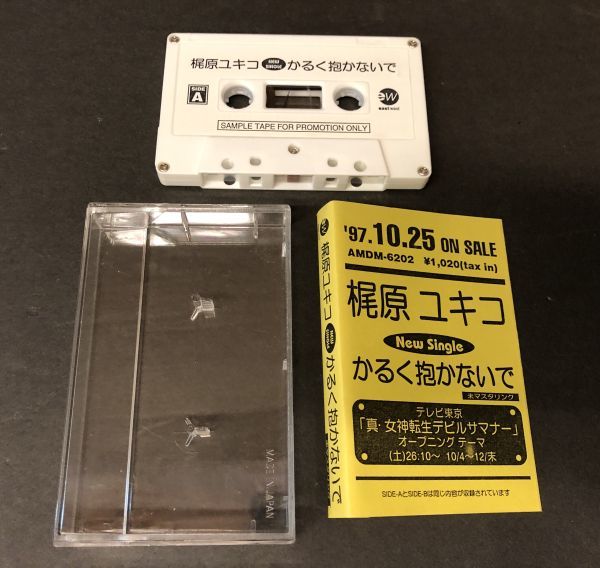 梶原ユキコ NEW SINGLE かるく抱かないで
SIDE A
ew
east west
SAMPLE TAPE FOR PROMOTION ONLY
MADE IN JAPAN
ew
梶原ユキコ NEW SINGLE かるく抱かないで
'97.10.25 ON SALE
AMDM-6202 ¥1,020(tax in)
梶原 ユキコ
New Single
かるく抱かないで
未マスタリング
テレビ東京
「真・女神転生デビルサマナー」
オープニング テーマ
(土)26:10～ 10/4～12/末
SIDE-AとSIDE-Bは同じ内容が収録されています